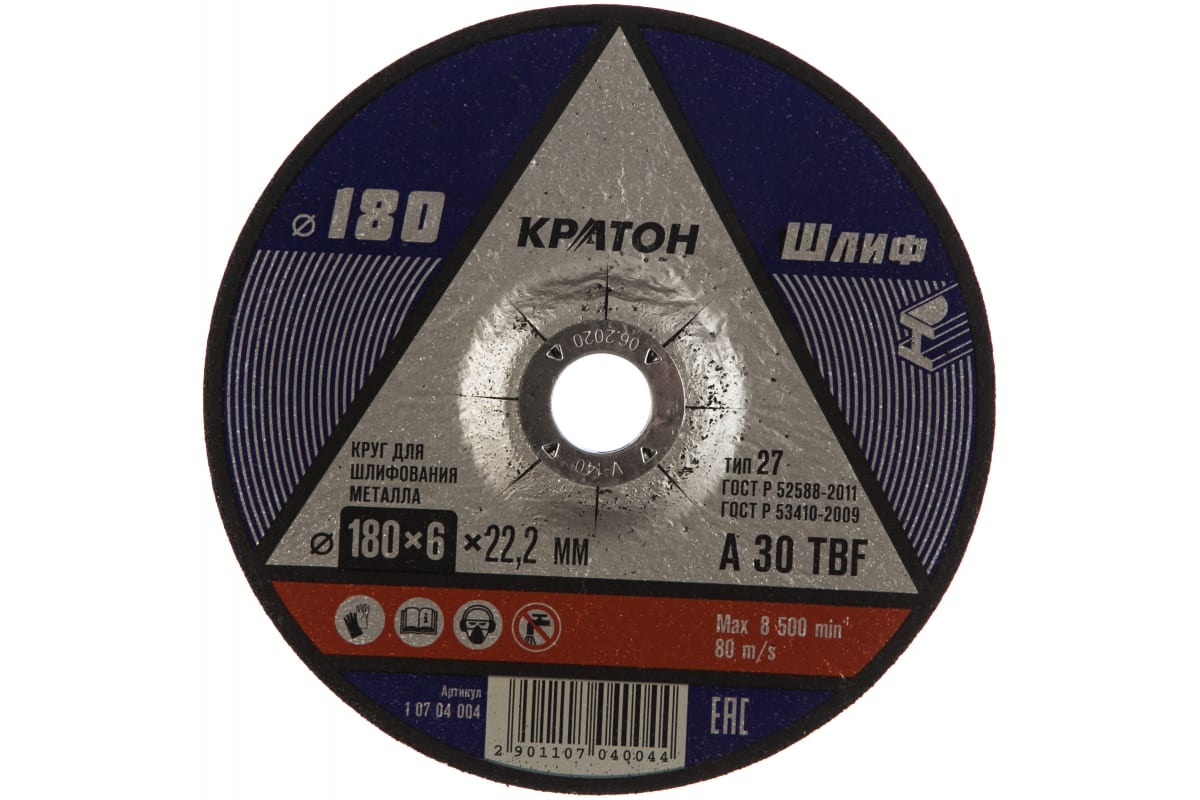 ø 180
КРАТОН
Шлиф
06.2020
V-140
КРУГ ДЛЯ
ШЛИФОВАНИЯ
МЕТАЛЛА
ø 180×6 ×22,2 ММ
ТИП 27
ГОСТ Р 52588-2011
ГОСТ Р 53410-2009
A 30 TBF
Max 8 500 min⁻¹
80 m/s
Артикул
1 07 04 004
2 901107 040044
EAC